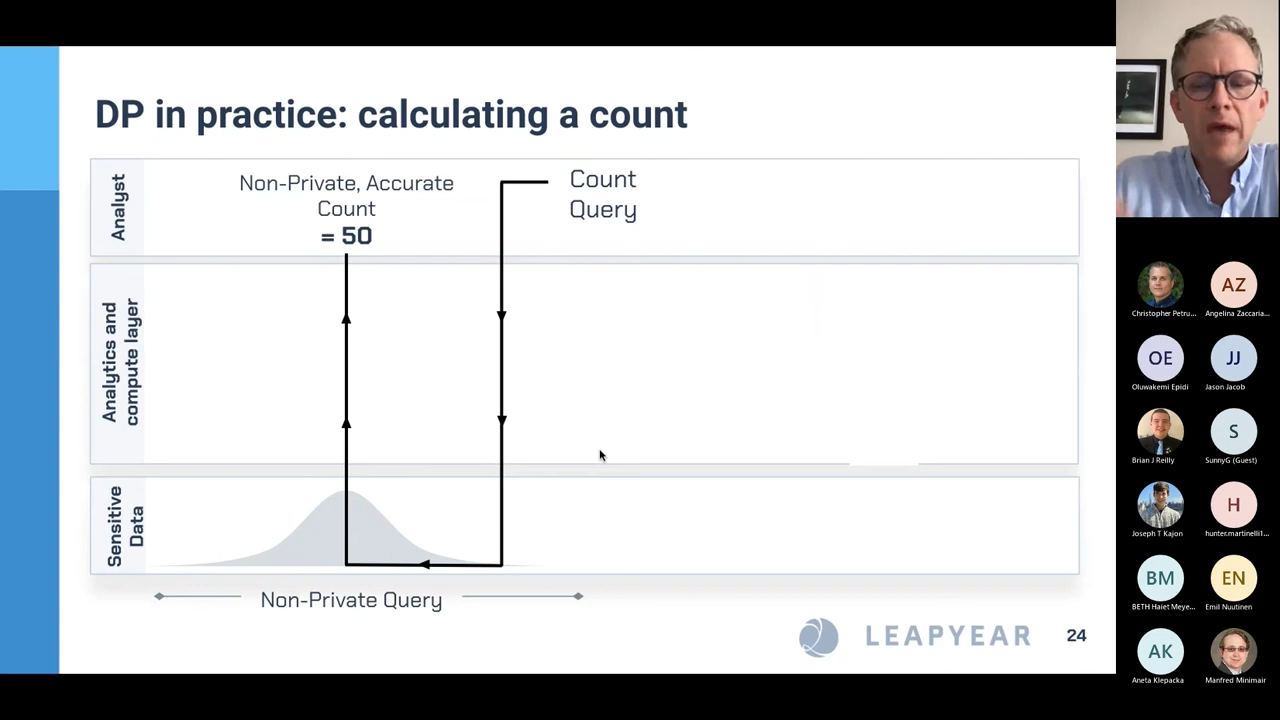 DP in practice: calculating a count
Analyst
Non-Private, Accurate
Count
= 50
Count
Query
Analytics and
compute layer
Sensitive
Data
Non-Private Query
LEAPYEAR
24
Christopher Petru...
AZ
Angelina Zaccaria...
OE
Oluwakemi Epidi
JJ
Jason Jacob
Brian J Reilly
S
SunnyG (Guest)
Joseph T Kajon
H
hunter.martinelli1...
BM
BETH Haiet Meye...
EN
Emil Nuutinen
AK
Aneta Klepacka
Manfred Minimair